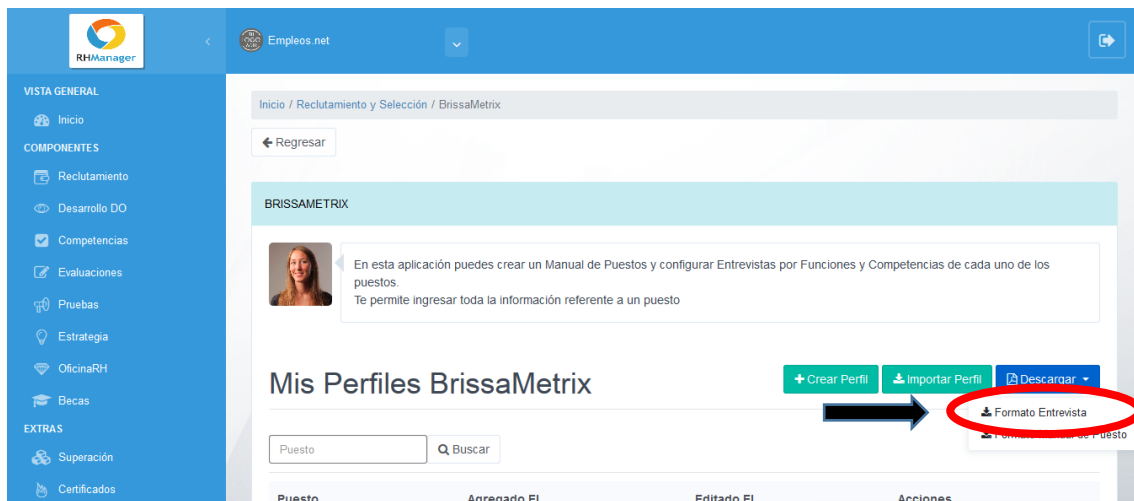 RHManager
Empleos.net
VISTA GENERAL
Inicio
COMPONENTES
Reclutamiento
Desarrollo DO
Competencias
Evaluaciones
Pruebas
Estrategia
OficinaRH
Becas
EXTRAS
Superación
Certificados
Inicio / Reclutamiento y Selección / BrissaMetrix
Regresar
BRISSAMETRIX
En esta aplicación puedes crear un Manual de Puestos y configurar Entrevistas por Funciones y Competencias de cada uno de los
puestos.
Te permite ingresar toda la información referente a un puesto
Mis Perfiles BrissaMetrix
Crear Perfil Importar Perfil Descargar
Formato Entrevista
Formato Manual de Puesto
Puesto Buscar
Puesto Agregado El Editado El Acciones